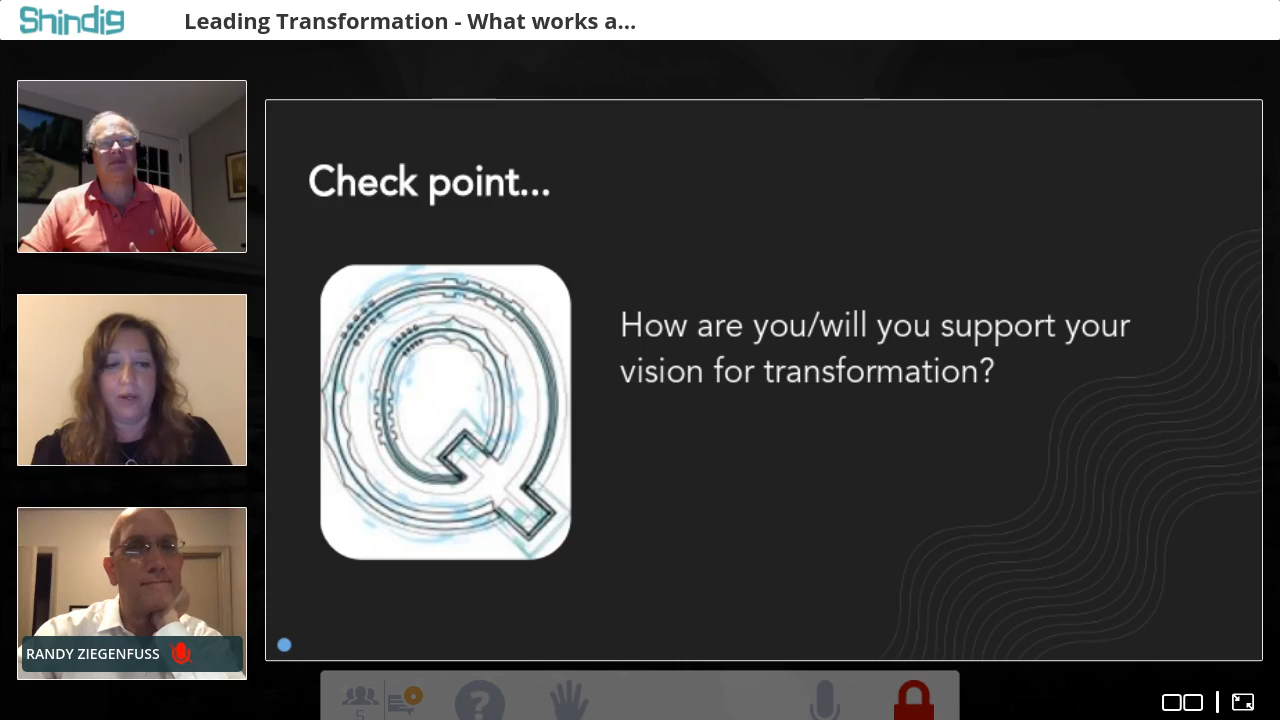 Shindig
Leading Transformation - What works a...
Check point...
Q
How are you/will you support your
vision for transformation?
RANDY ZIEGENFUSS
5
?